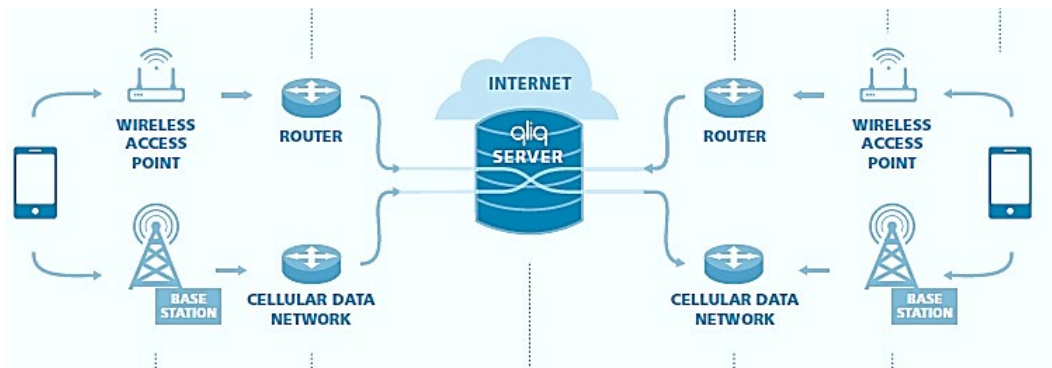 INTERNET
qliq
SERVER
WIRELESS
ACCESS
POINT
ROUTER
ROUTER
WIRELESS
ACCESS
POINT
BASE
STATION
CELLULAR DATA
NETWORK
CELLULAR DATA
NETWORK
BASE
STATION